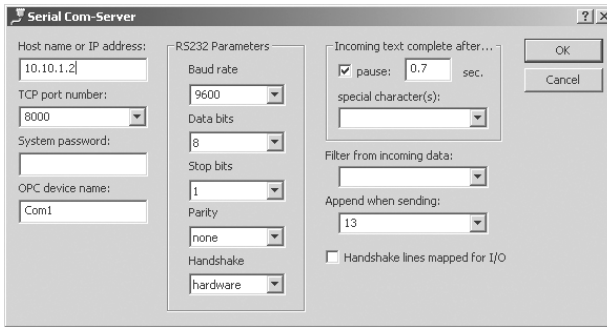 Serial Com-Server
Host name or IP address:
10.10.1.2
TCP port number:
8000
System password:
OPC device name:
Com1
RS232 Parameters
Baud rate
9600
Data bits
8
Stop bits
1
Parity
none
Handshake
hardware
Incoming text complete after...
pause: 0.7 sec.
special character(s):
Filter from incoming data:
Append when sending:
13
Handshake lines mapped for I/O
OK
Cancel